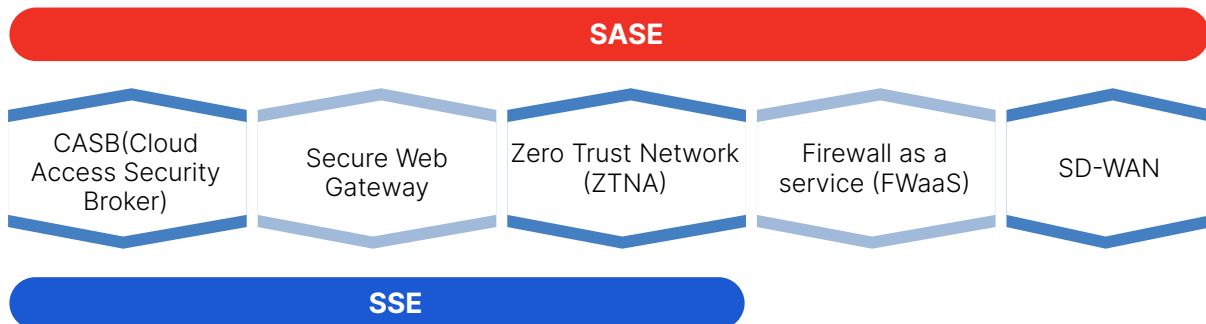 SASE
CASB(Cloud
Access Security
Broker)
Secure Web
Gateway
Zero Trust Network
(ZTNA)
Firewall as a
service (FWaaS)
SD-WAN
SSE